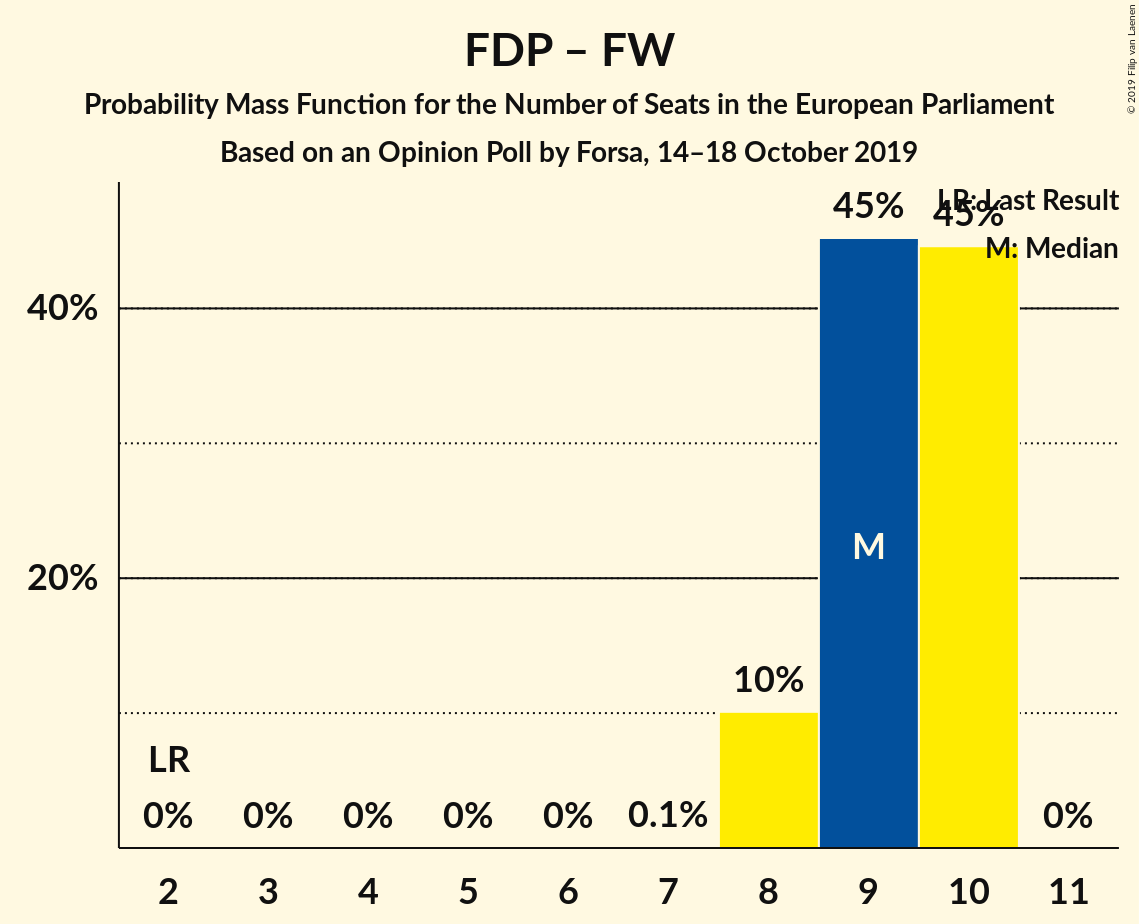 FDP – FW
Probability Mass Function for the Number of Seats in the European Parliament
Based on an Opinion Poll by Forsa, 14–18 October 2019
© 2019 Filip van Laenen
LR: Last Result
M: Median
45%
45%
40%
M
20%
10%
LR
0%
0%
0%
0%
0%
0.1%
0%
2
3
4
5
6
7
8
9
10
11